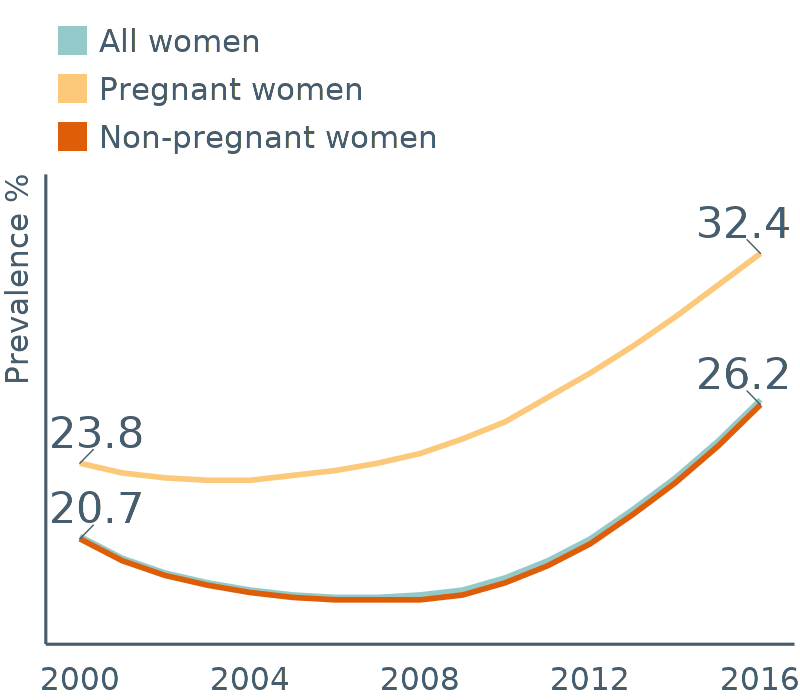 All women
Pregnant women
Non-pregnant women
Prevalence %
32.4
26.2
23.8
20.7
2000 2004 2008 2012 2016